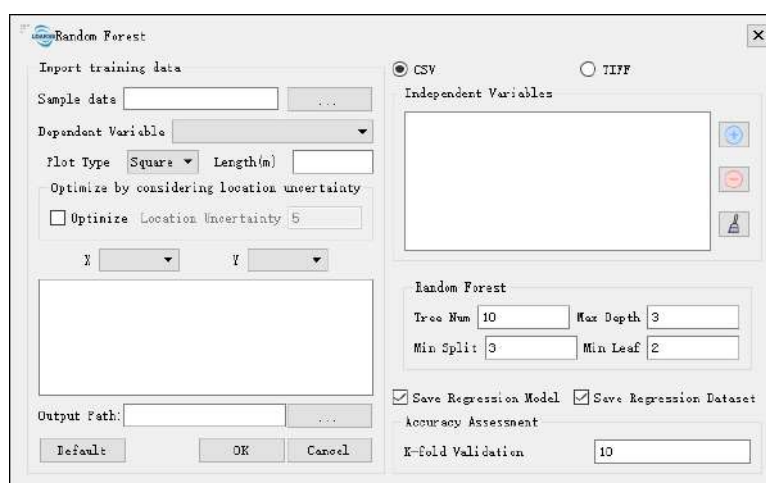 Random Forest
Import training data
Sample data ...
Dependent Variable
Plot Type Square Length(m)
Optimize by considering location uncertainty
Optimize Location Uncertainty 5
X Y
Output Path: ...
Default OK Cancel
CSV TIFF
Independent Variables
Random Forest
Tree Num 10 Max Depth 3
Min Split 3 Min Leaf 2
Save Regression Model Save Regression Dataset
Accuracy Assessment
K-fold Validation 10